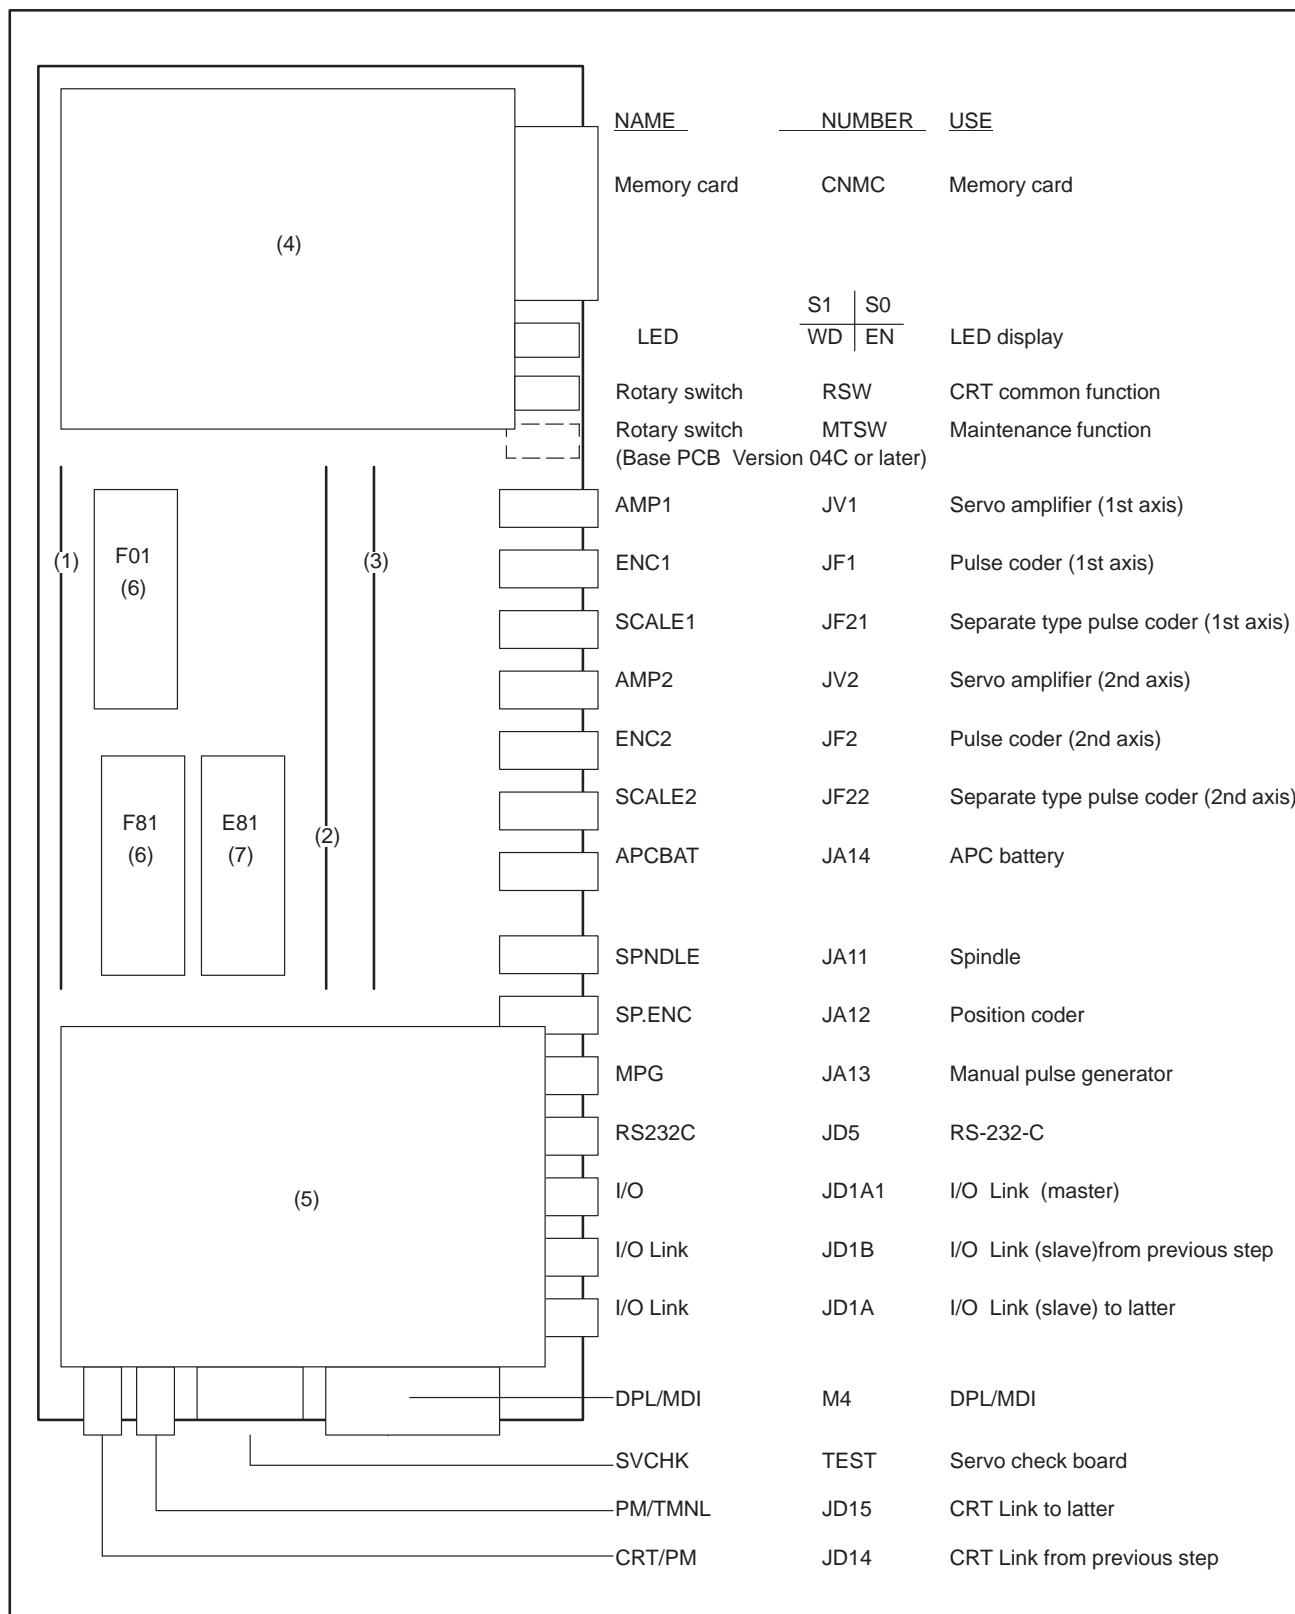 NAME NUMBER USE
Memory card CNMC Memory card
(4)
S1 S0
LED WD EN LED display
Rotary switch RSW CRT common function
Rotary switch MTSW Maintenance function
(Base PCB Version 04C or later)
AMP1 JV1 Servo amplifier (1st axis)
(1) F01 (3) ENC1 JF1 Pulse coder (1st axis)
(6)
SCALE1 JF21 Separate type pulse coder (1st axis)
AMP2 JV2 Servo amplifier (2nd axis)
ENC2 JF2 Pulse coder (2nd axis)
SCALE2 JF22 Separate type pulse coder (2nd axis)
F81 E81 (2)
(6) (7) APCBAT JA14 APC battery
SPNDLE JA11 Spindle
SP.ENC JA12 Position coder
MPG JA13 Manual pulse generator
RS232C JD5 RS-232-C
(5) I/O JD1A1 I/O Link (master)
I/O Link JD1B I/O Link (slave)from previous step
I/O Link JD1A I/O Link (slave) to latter
DPL/MDI M4 DPL/MDI
SVCHK TEST Servo check board
PM/TMNL JD15 CRT Link to latter
CRT/PM JD14 CRT Link from previous step